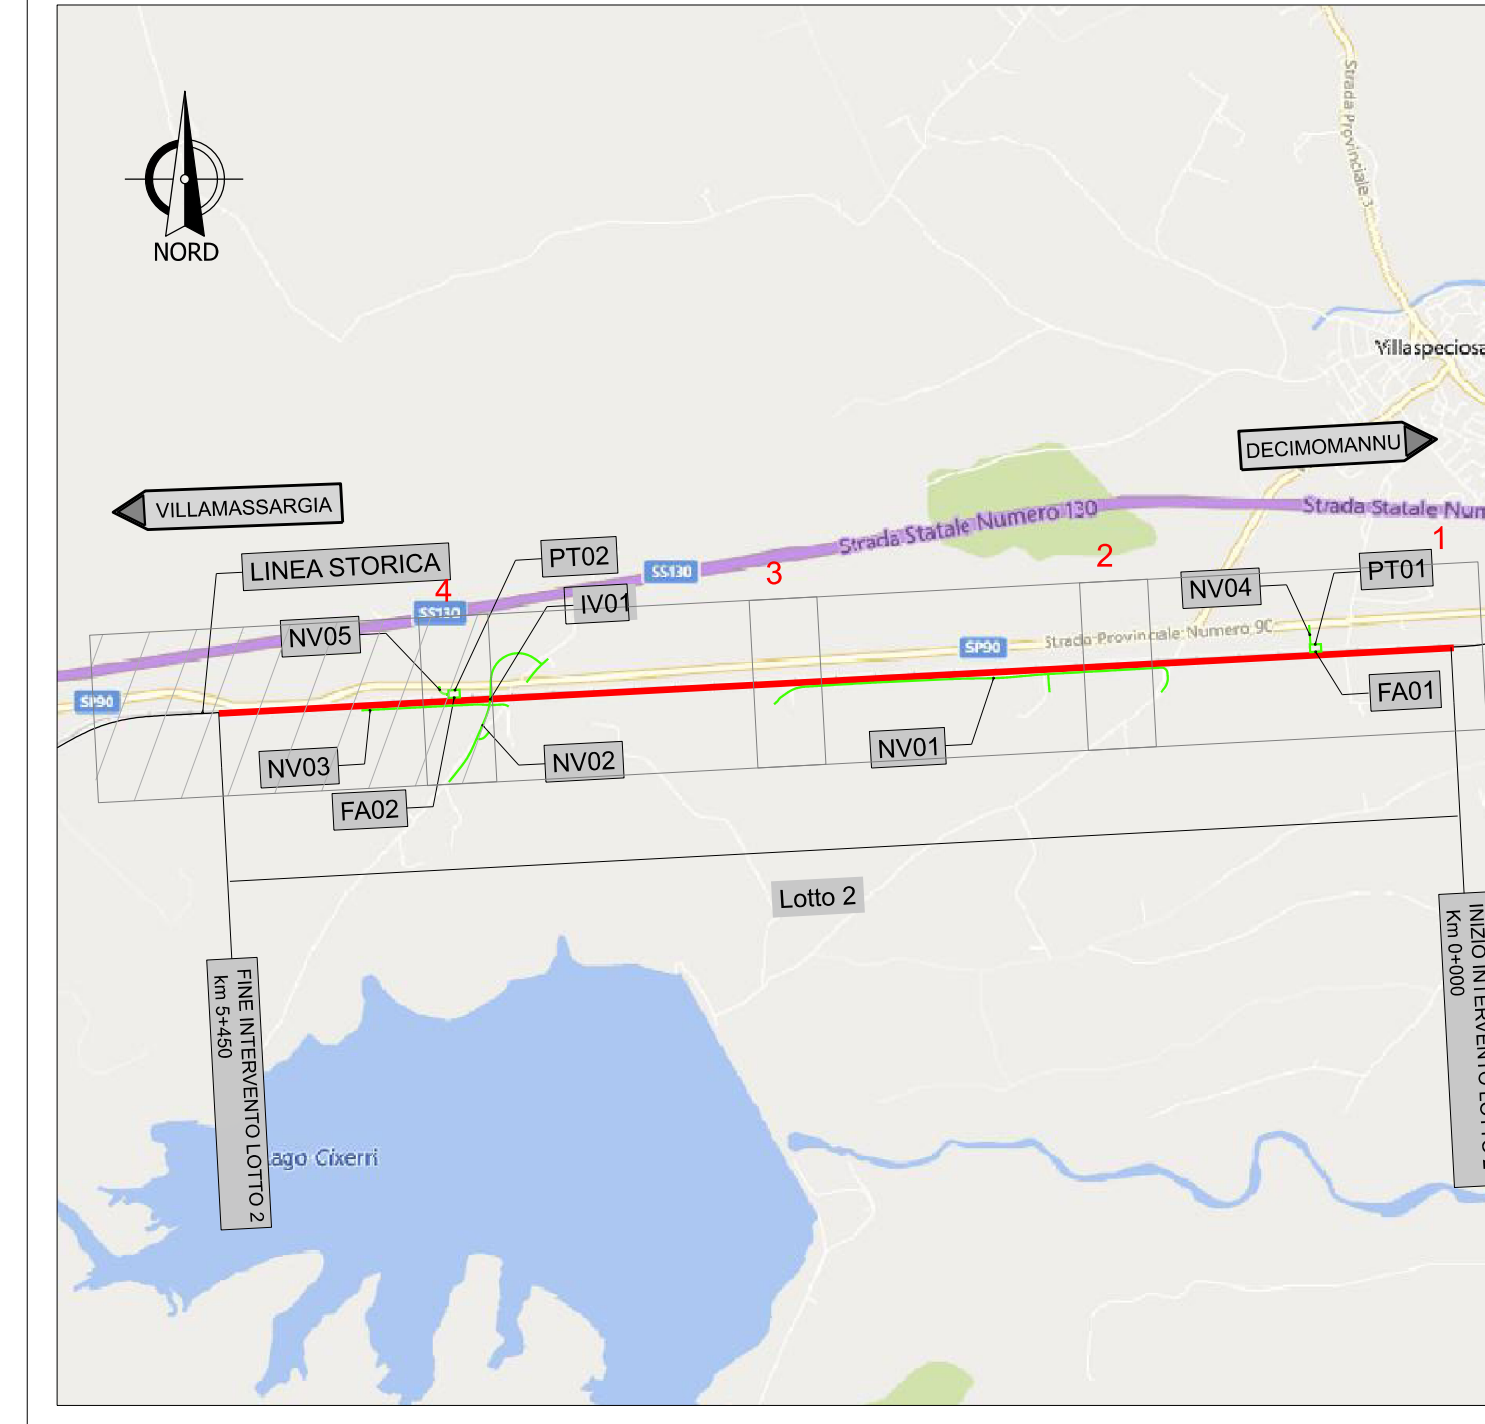 Strada Provinciale 3
NORD
Villaspeciosa
DECIMOMANNU
VILLAMASSARGIA
Strada Statale Numero 130
Strada Statale Num
1
2
3
4
LINEA STORICA
PT02
SS130
IV01
SS130
NV05
NV04
PT01
SP90
Strada Provinciale Numero 90
SP90
FA01
NV03
NV02
NV01
FA02
Lotto 2
FINE INTERVENTO LOTTO 2
km 5+450
INIZIO INTERVENTO LOTTO 2
Km 0+000
ago Cixerri